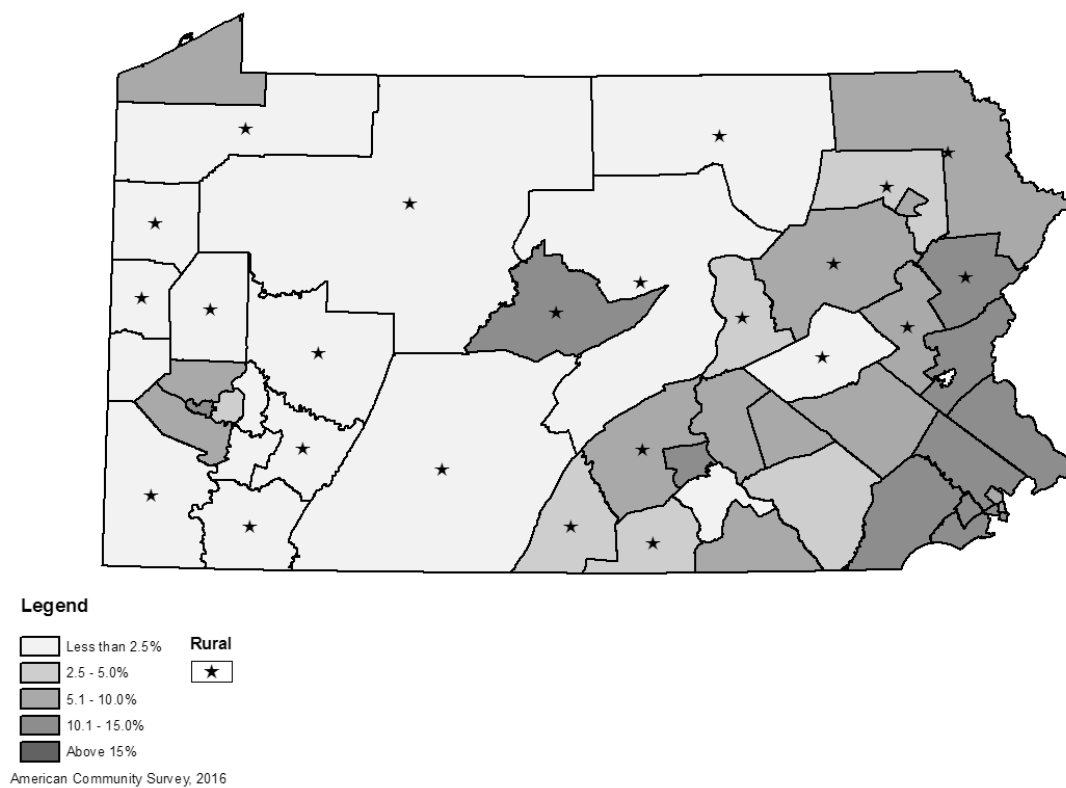 Legend
Less than 2.5%
Rural
2.5 - 5.0%
5.1 - 10.0%
10.1 - 15.0%
Above 15%
American Community Survey, 2016